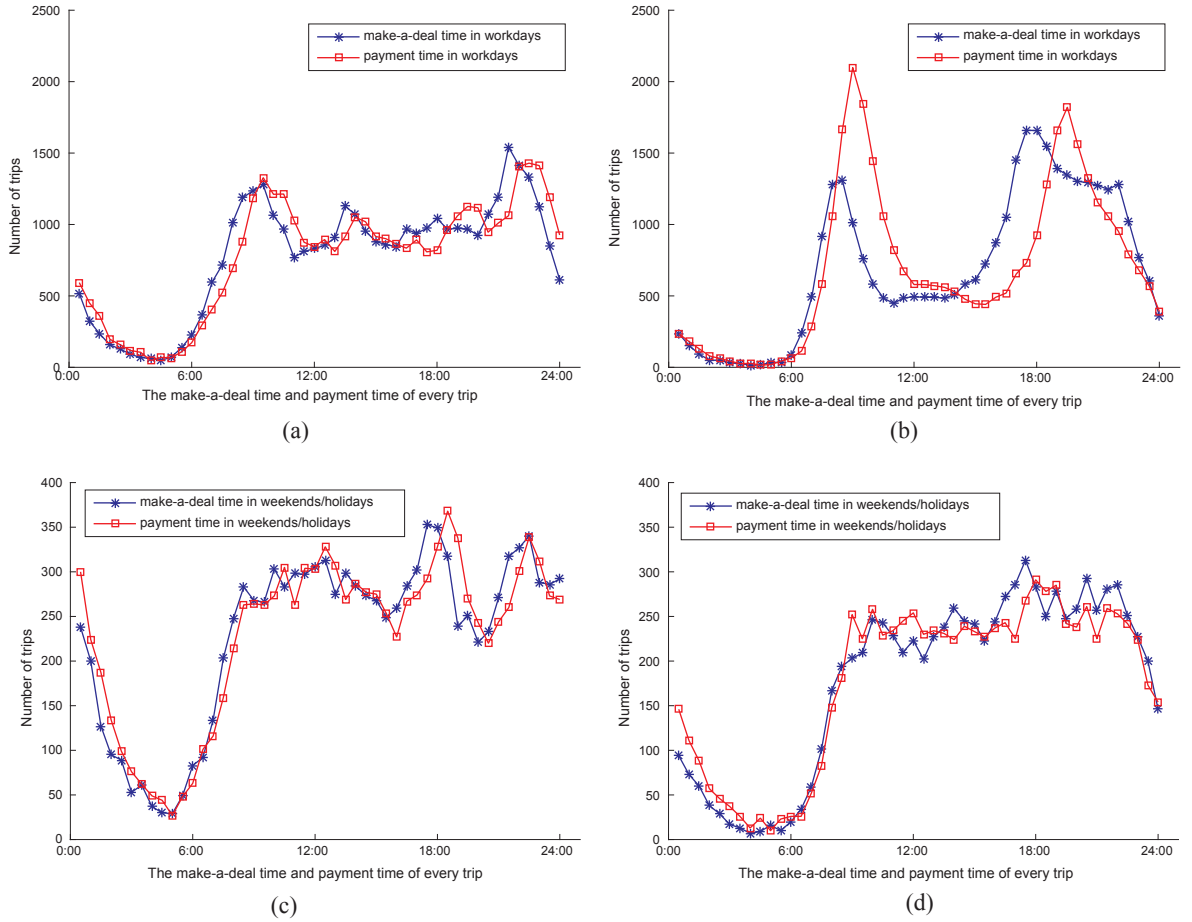 2500
2000
1500
1000
500
0
Number of trips
make-a-deal time in workdays
payment time in workdays
0:00 6:00 12:00 18:00 24:00
The make-a-deal time and payment time of every trip
(a)
2500
2000
1500
1000
500
0
Number of trips
make-a-deal time in workdays
payment time in workdays
0:00 6:00 12:00 18:00 24:00
The make-a-deal time and payment time of every trip
(b)
400
350
300
250
200
150
100
50
0
Number of trips
make-a-deal time in weekends/holidays
payment time in weekends/holidays
0:00 6:00 12:00 18:00 24:00
The make-a-deal time and payment time of every trip
(c)
400
350
300
250
200
150
100
50
0
Number of trips
make-a-deal time in weekends/holidays
payment time in weekends/holidays
0:00 6:00 12:00 18:00 24:00
The make-a-deal time and payment time of every trip
(d)